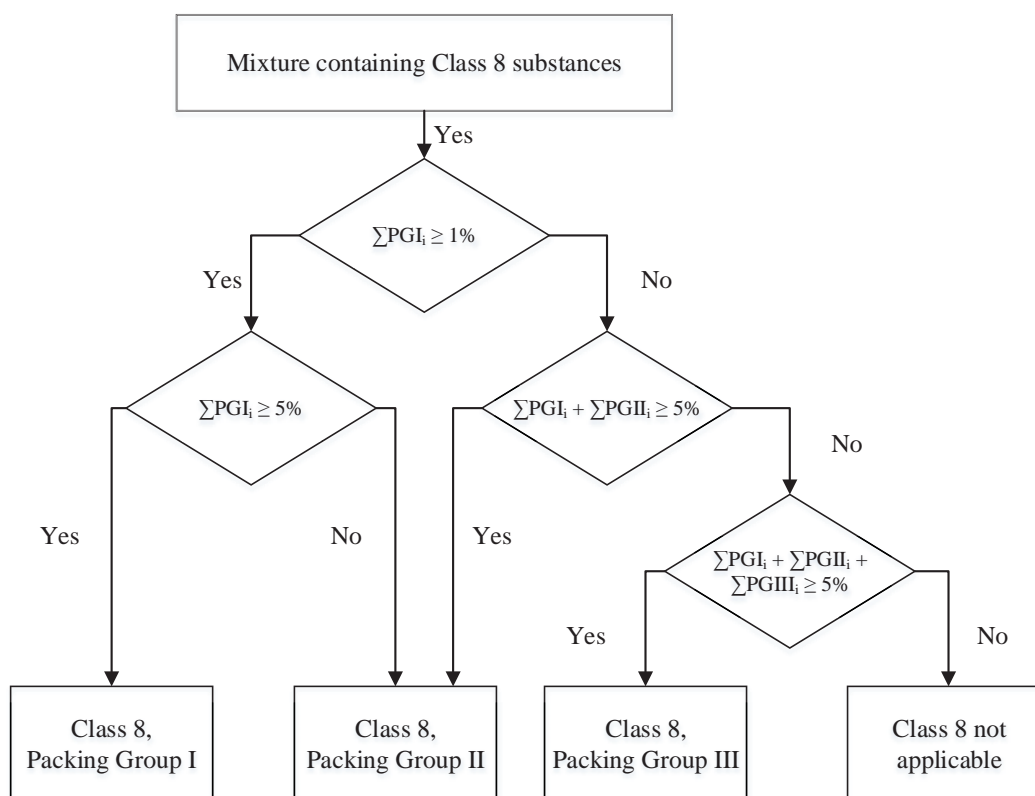 Mixture containing Class 8 substances
Yes
∑PGIᵢ ≥ 1%
Yes
No
∑PGIᵢ ≥ 5%
∑PGIᵢ + ∑PGIIᵢ ≥ 5%
No
Yes
No
Yes
∑PGIᵢ + ∑PGIIᵢ +
∑PGIIIᵢ ≥ 5%
Yes
No
Class 8,
Packing Group I
Class 8,
Packing Group II
Class 8,
Packing Group III
Class 8 not
applicable